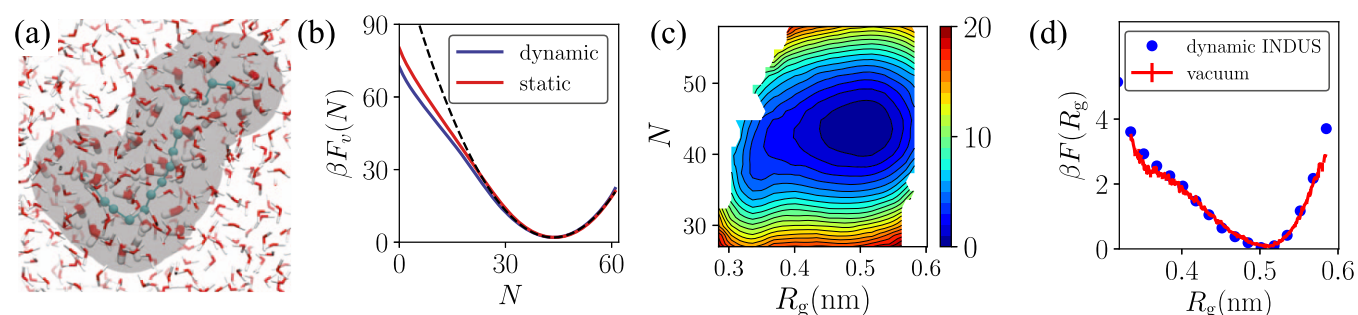 (a)
(b)
90
60
30
0
βF_v(N)
dynamic
static
0
30
60
N
(c)
50
40
30
N
0.3
0.4
0.5
0.6
R_g(nm)
20
10
0
(d)
4
2
0
βF(R_g)
dynamic INDUS
vacuum
0.4
0.5
0.6
R_g(nm)